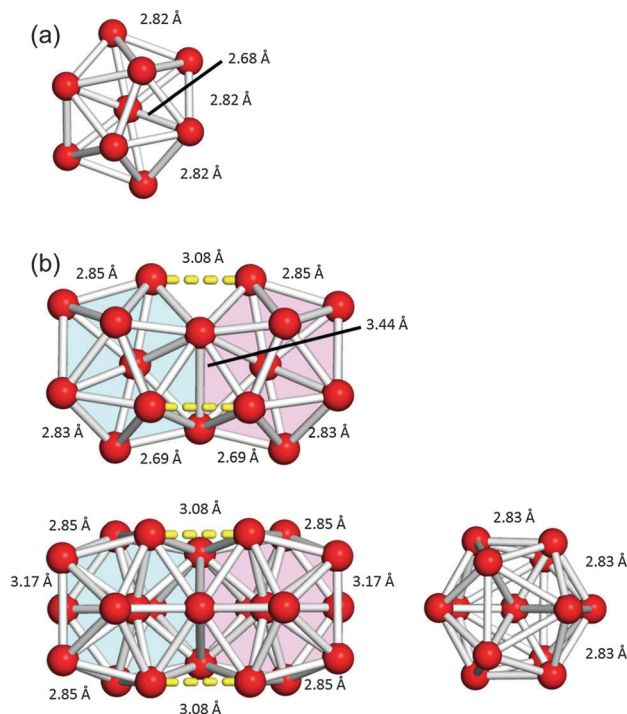 (a)
2.82 Å
2.68 Å
2.82 Å
2.82 Å
(b)
3.08 Å
2.85 Å
2.85 Å
3.44 Å
2.83 Å
2.83 Å
2.69 Å
2.69 Å
3.08 Å
2.85 Å
2.85 Å
2.83 Å
2.83 Å
3.17 Å
3.17 Å
2.83 Å
2.85 Å
2.85 Å
3.08 Å